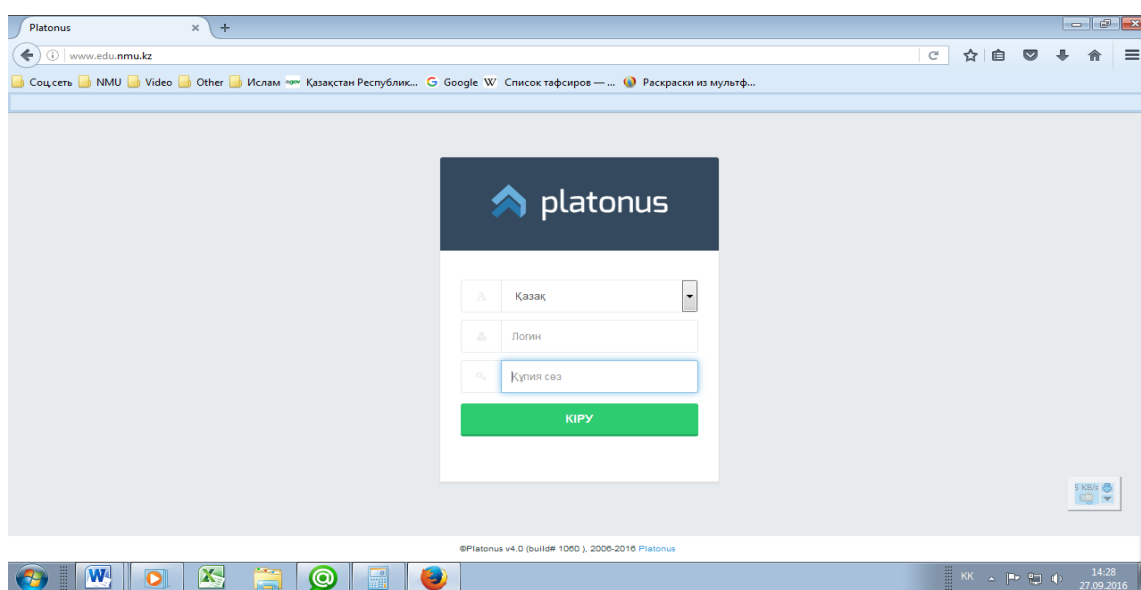 Platonus
www.edu.nmu.kz
Соц.сеть NMU Video Other Ислам Қазақстан Республик... Google W Список тафсиров — ... Раскраски из мультф...
platonus
Қазақ
Логин
Құпия сөз
КІРУ
5 KB/s
©Platonus v4.0 (build# 1060 ), 2006-2016 Platonus
KK 14:28
27.09.2016